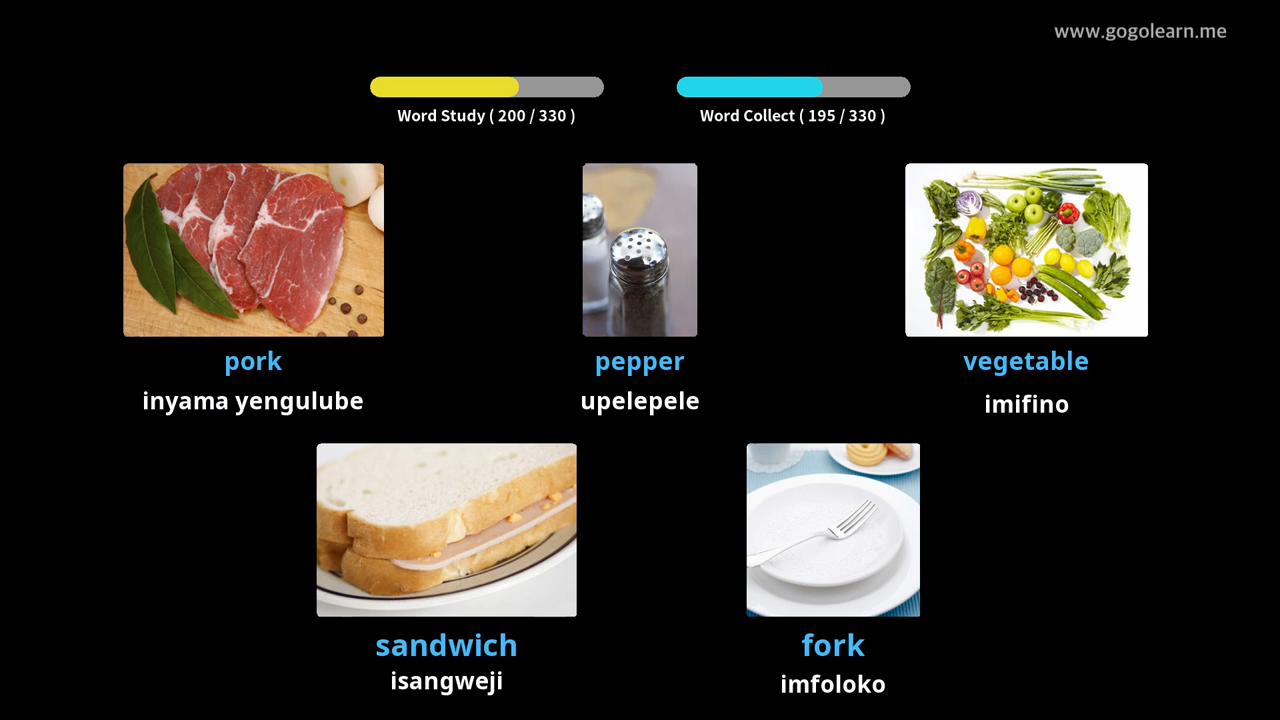 www.gogolearn.me
Word Study ( 200 / 330 )
Word Collect ( 195 / 330 )
pork
inyama yengulube
pepper
upelepele
vegetable
imifino
sandwich
isangweji
fork
imfoloko